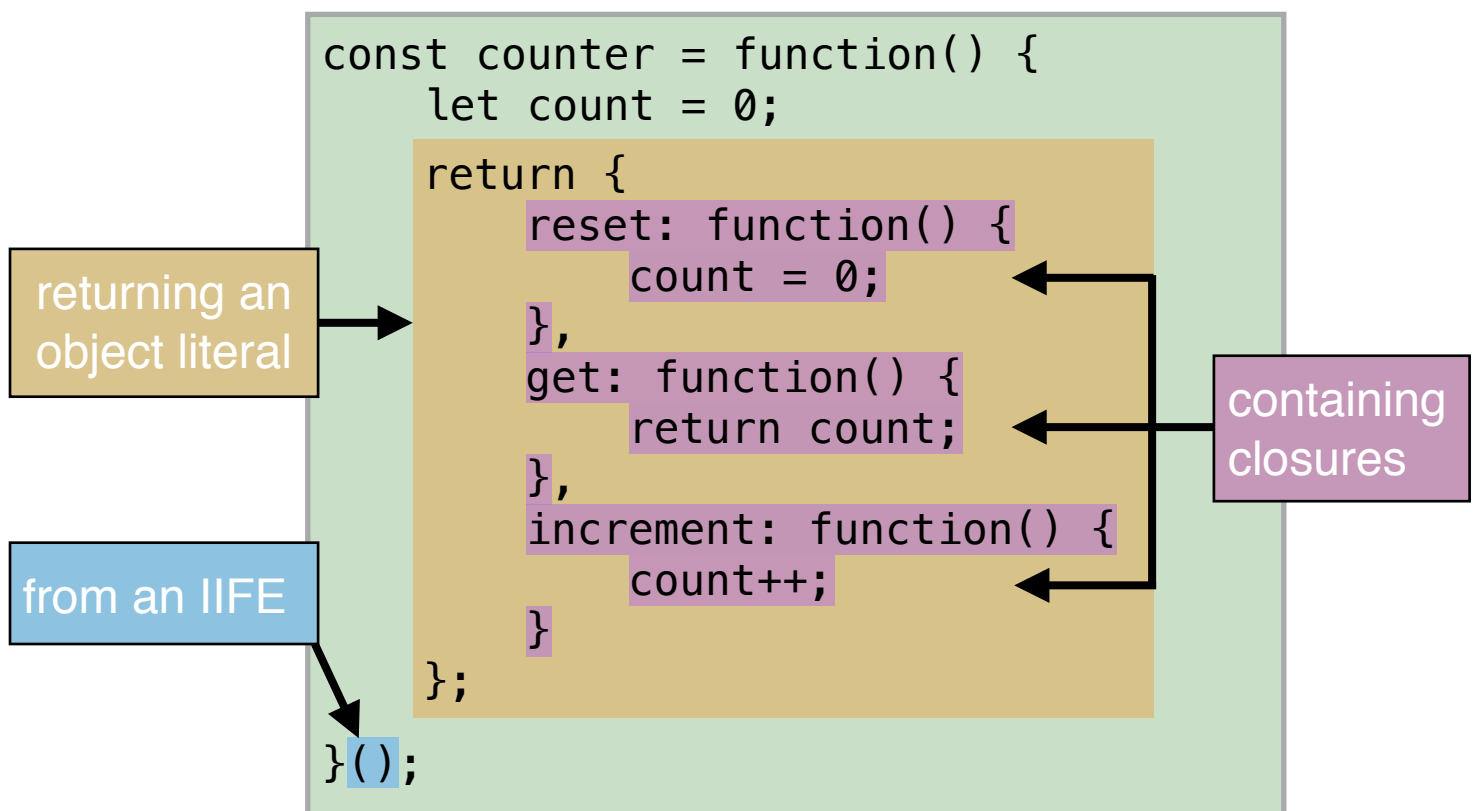 const counter = function() {
let count = 0;
return {
reset: function() {
count = 0;
},
get: function() {
return count;
},
increment: function() {
count++;
}
};
}();
returning an
object literal
from an IIFE
containing
closures